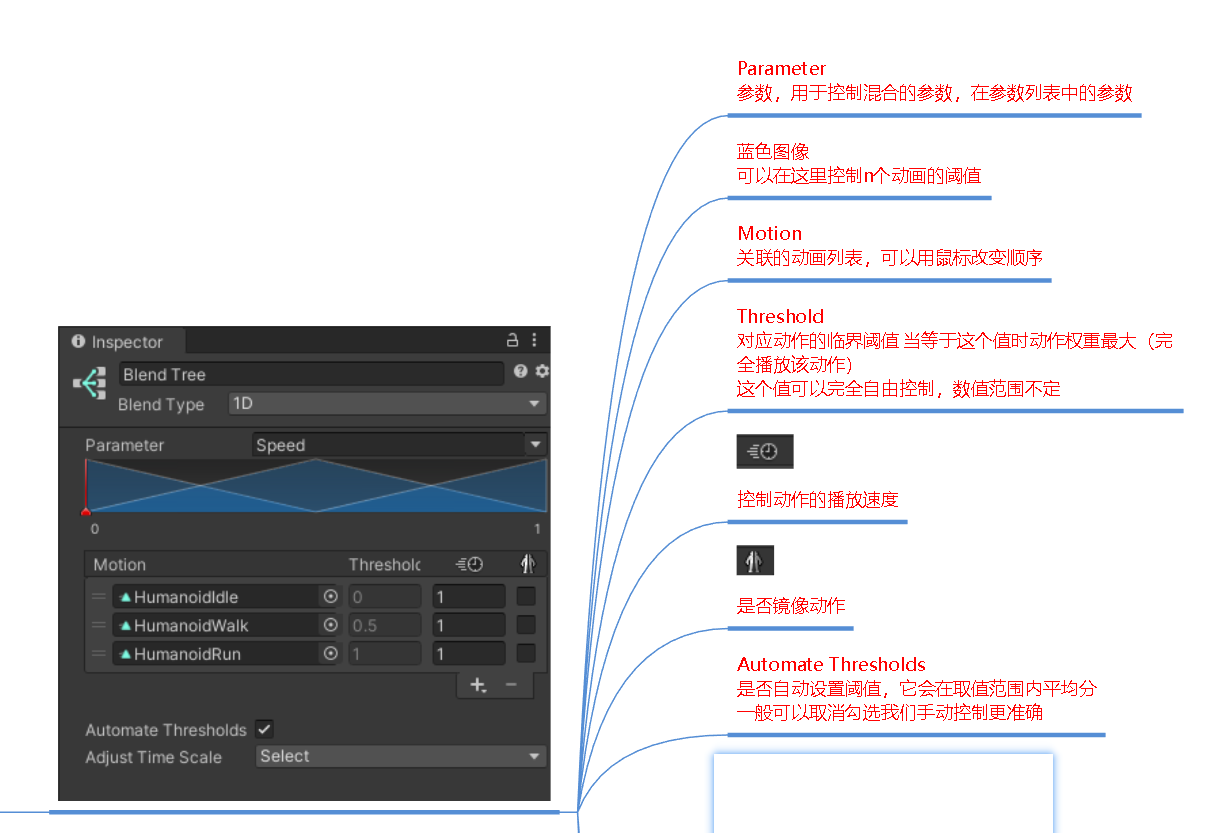 Inspector
Blend Tree
Blend Type 1D
Parameter Speed
0 1
Motion Threshold
HumanoidIdle 0 1
HumanoidWalk 0.5 1
HumanoidRun 1 1
Automate Thresholds
Adjust Time Scale Select
Parameter
参数，用于控制混合的参数，在参数列表中的参数
蓝色图像
可以在这里控制n个动画的阈值
Motion
关联的动画列表，可以用鼠标改变顺序
Threshold
对应动作的临界阈值 当等于这个值时动作权重最大（完
全播放该动作）
这个值可以完全自由控制，数值范围不定
控制动作的播放速度
是否镜像动作
Automate Thresholds
是否自动设置阈值，它会在取值范围内平均分
一般可以取消勾选我们手动控制更准确